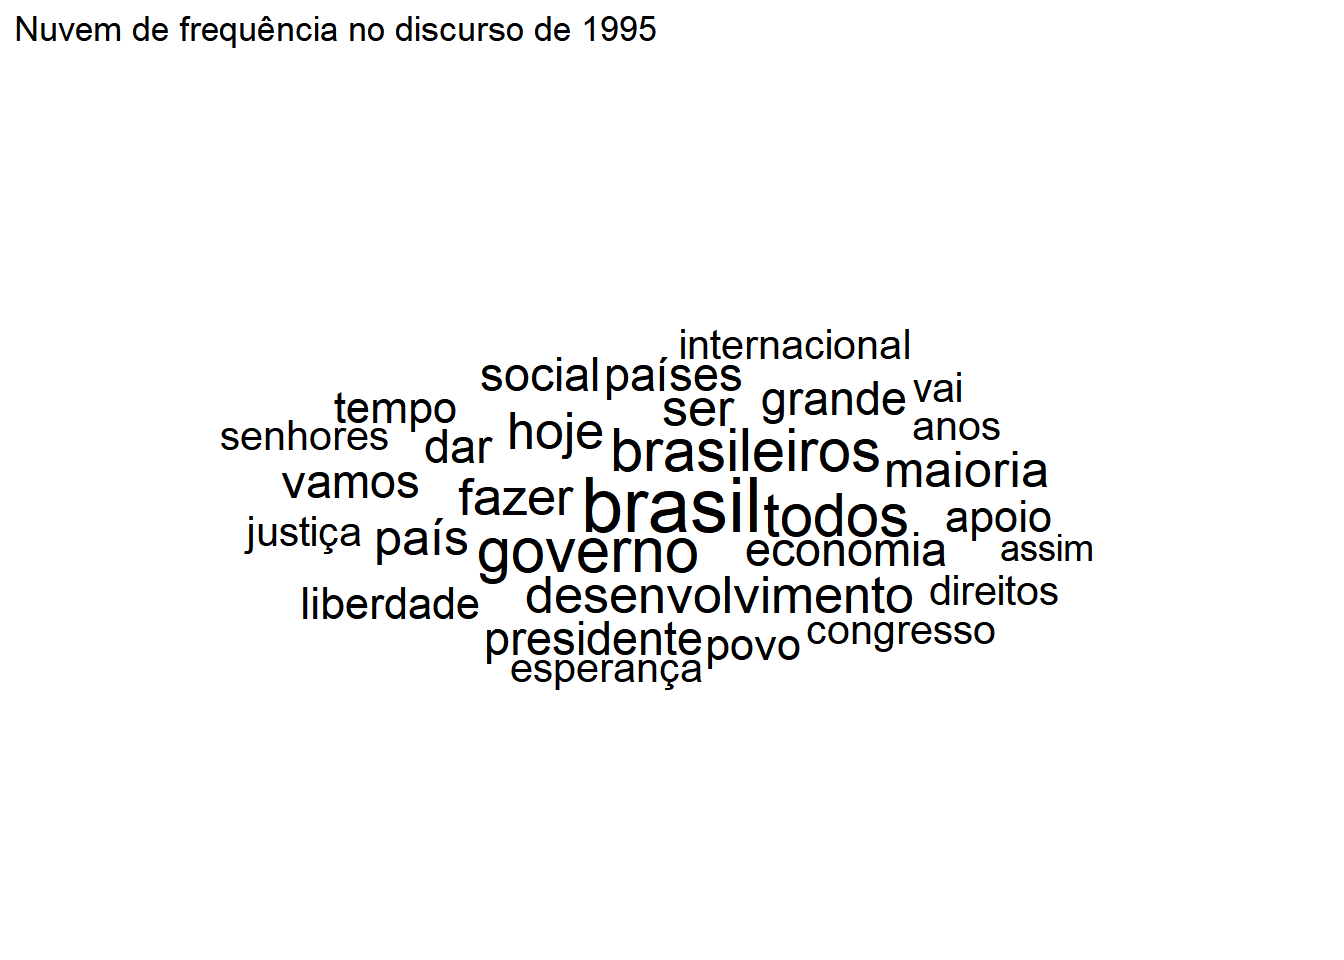 Nuvem de frequência no discurso de 1995
internacional
social países
vai
grande
tempo
ser
anos
senhores
dar
hoje
brasileiros
maioria
vamos
fazer
brasil
todos
apoio
justiça
país
governo
economia
assim
liberdade
desenvolvimento
direitos
presidente
povo
congresso
esperança